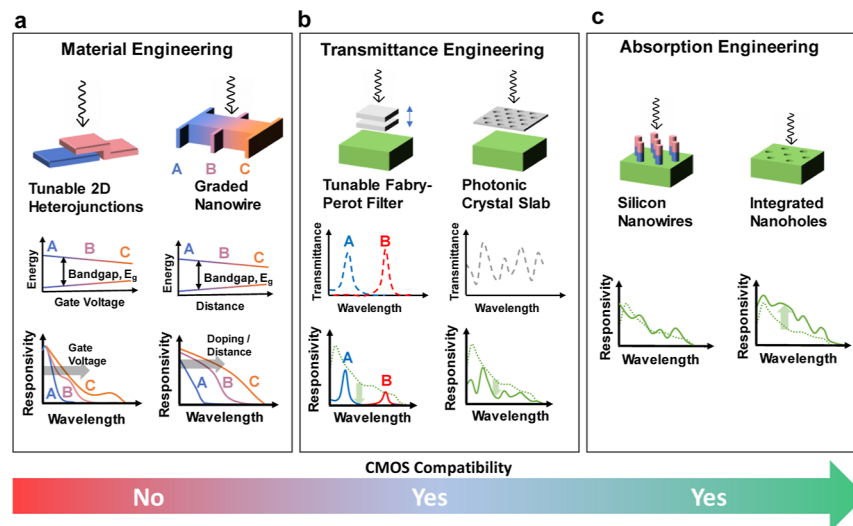 a
Material Engineering
A B C
Tunable 2D
Heterojunctions
Graded
Nanowire
Energy
A B C
Bandgap, Eg
Gate Voltage
Energy
A B C
Bandgap, Eg
Distance
Responsivity
Gate
Voltage
A B C
Wavelength
Responsivity
Doping /
Distance
A B C
Wavelength
b
Transmittance Engineering
Tunable Fabry-
Perot Filter
Photonic
Crystal Slab
Transmittance
A B
Wavelength
Transmittance
Wavelength
Responsivity
A
B
Wavelength
Responsivity
Wavelength
c
Absorption Engineering
Silicon
Nanowires
Integrated
Nanoholes
Responsivity
Wavelength
Responsivity
Wavelength
CMOS Compatibility
No Yes Yes